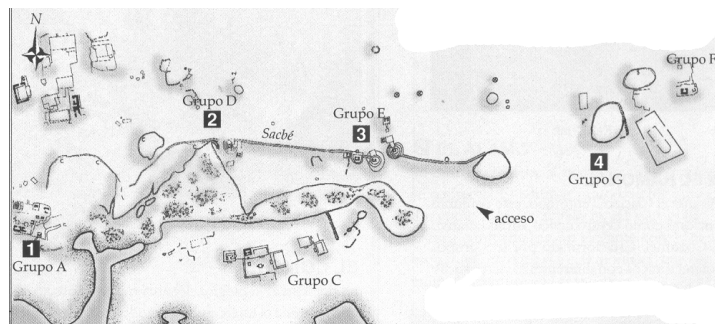 N
Grupo F
Grupo D
2
Grupo E
3
Sacbé
4
Grupo G
acceso
1
Grupo A
Grupo C